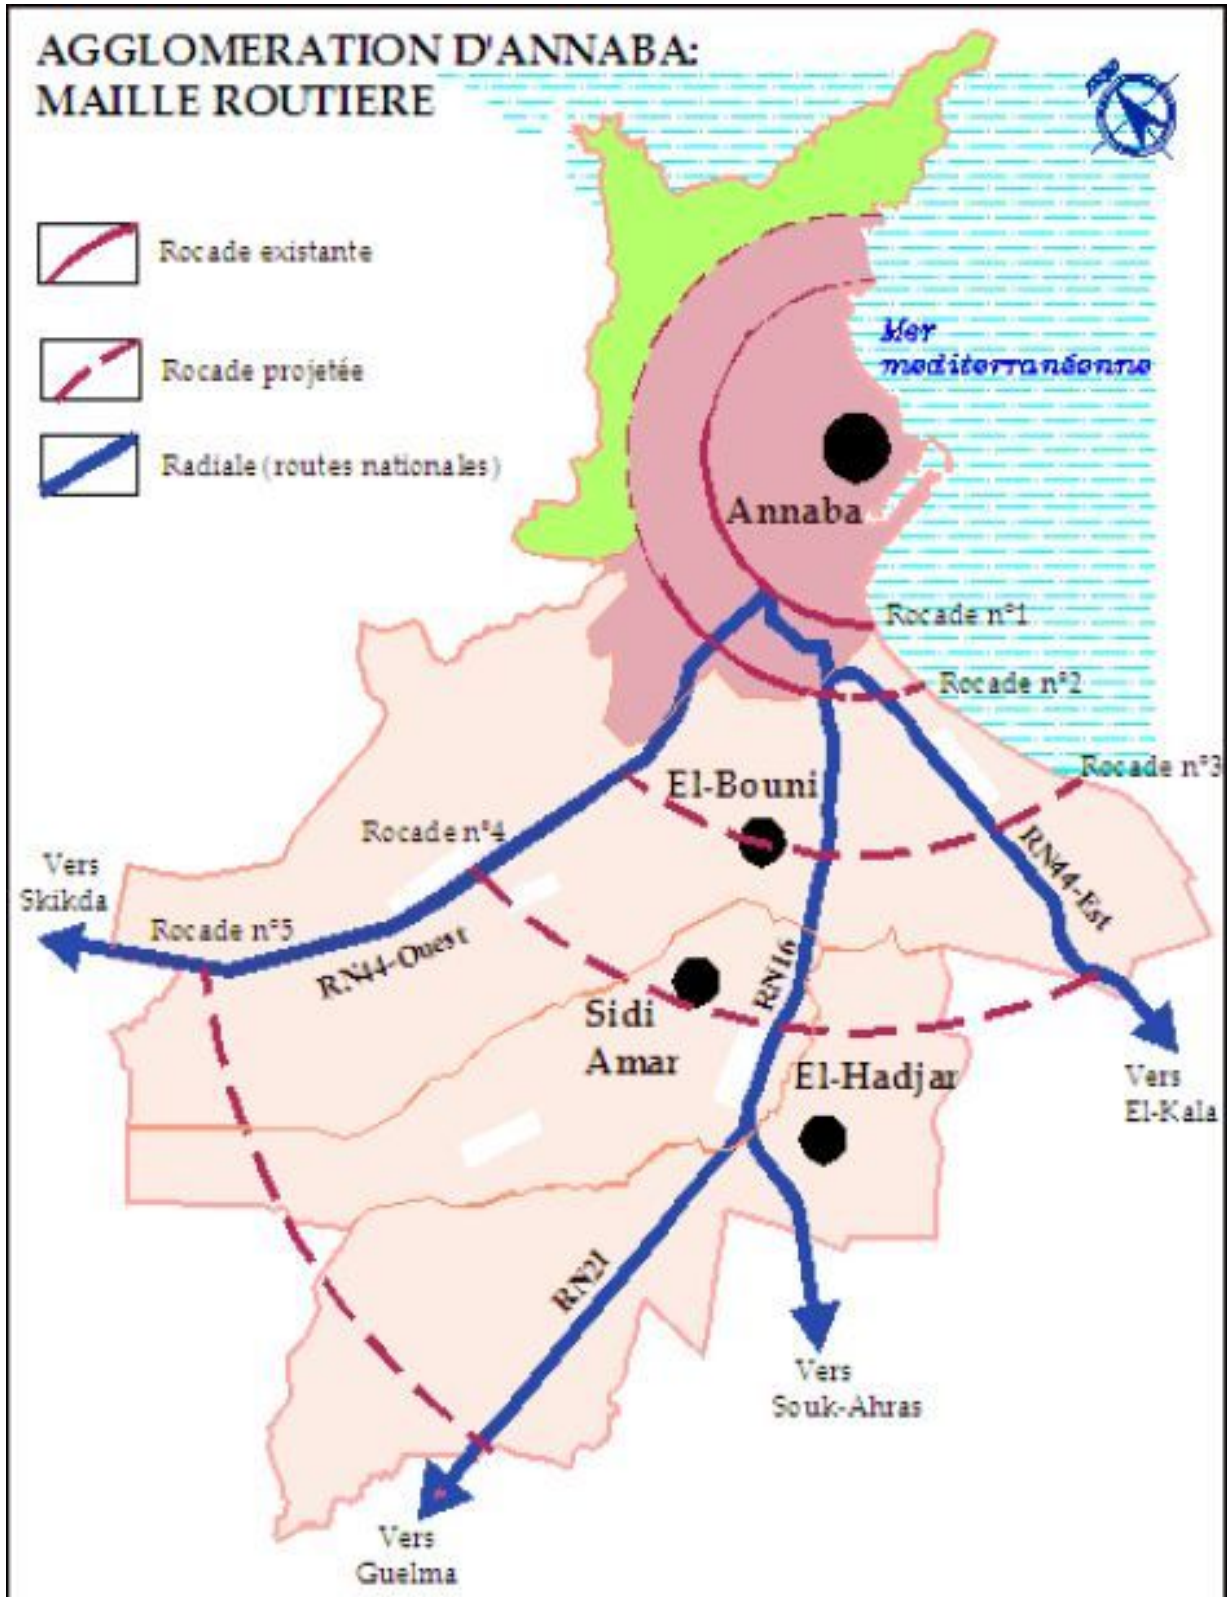 AGGLOMERATION D'ANNABA:
MAILLE ROUTIERE
Rocade existante
Mer
mediterranéenne
Rocade projetée
Radiale (routes nationales)
Annaba
Rocade n°1
Rocade n°2
Rocade n°3
El-Bouni
Rocade n°4
RN44-Est
Vers
Skikda
Rocade n°5
RN44-Ouest
RN16
Sidi
Amar
El-Hadjar
Vers
El-Kala
RN21
Vers
Souk-Ahras
Vers
Guelma